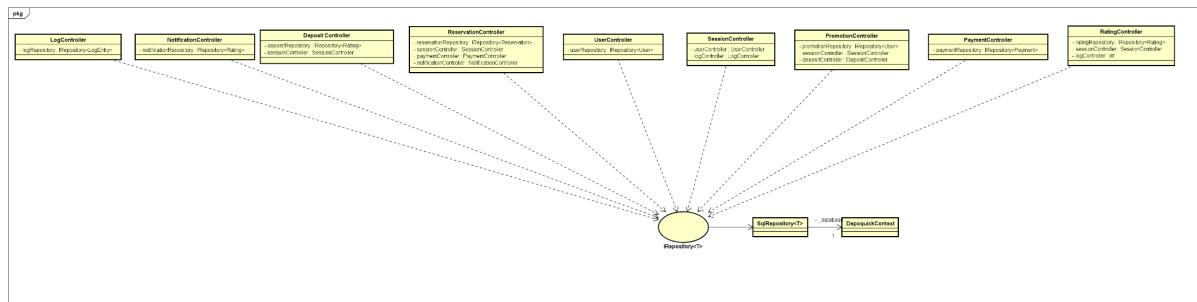 pkg
LogController
- logRepository : IRepository<LogEntry>
NotificationController
- notificationRepository : IRepository<Rating>
Deposit Controller
- depositRepository : IRepository<Rating>
- sessionController : SessionController
ReservationController
- reservationRepository : IRepository<Reservation>
- sessionController : SessionController
- paymentController : PaymentController
- notificationController : NotificationController
UserController
- userRepository : IRepository<User>
SessionController
- userController : UserController
- logController : LogController
PromotionController
- promotionRepository : IRepository<User>
- sessionController : SessionController
- depositController : DepositController
PaymentController
- paymentRepository : IRepository<Payment>
RatingController
- ratingRepository : IRepository<Rating>
- sessionController : SessionController
- logController : int
IRepository<T>
SqlRepository<T>
- _database
1
DepoquickContext